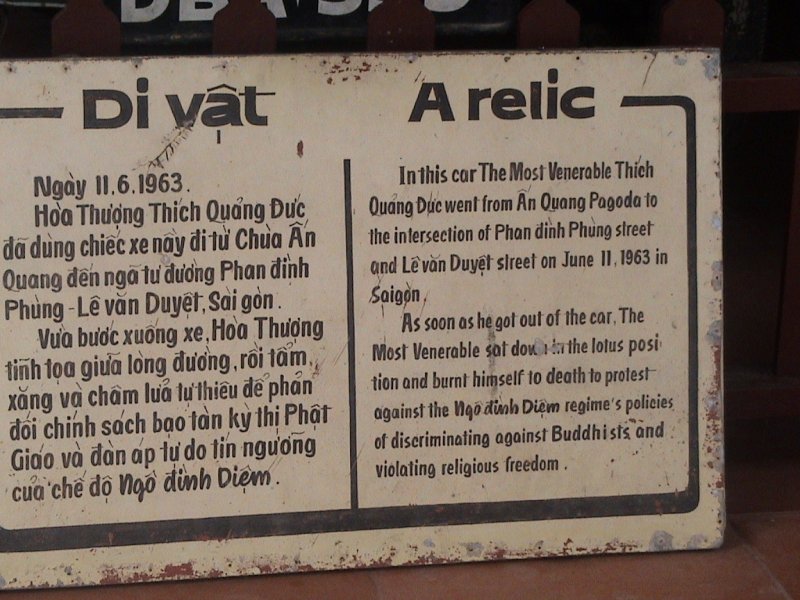 Di vật
Ngày 11.6.1963.
Hòa Thượng Thích Quảng Đức
đã dùng chiếc xe nầy đi từ Chùa Ấn
Quang đến ngã tư đường Phan đình
Phùng - Lê văn Duyệt, Sài gòn.
Vừa bước xuống xe, Hòa Thượng
tĩnh tọa giữa lòng đường, rồi tẩm
xăng và châm lửa tự thiêu để phản
đối chính sách bạo tàn kỳ thị Phật
Giáo và đàn áp tự do tín ngưỡng
của chế độ Ngô đình Diệm.
A relic
In this car The Most Venerable Thích
Quảng Đức went from Ấn Quang Pagoda to
the intersection of Phan đình Phùng street
and Lê văn Duyệt street on June 11, 1963 in
Sàigòn.
As soon as he got out of the car, The
Most Venerable sat down in the lotus posi
tion and burnt himself to death to protest
against the Ngô đình Diệm regime's policies
of discriminating against Buddhists and
violating religious freedom.